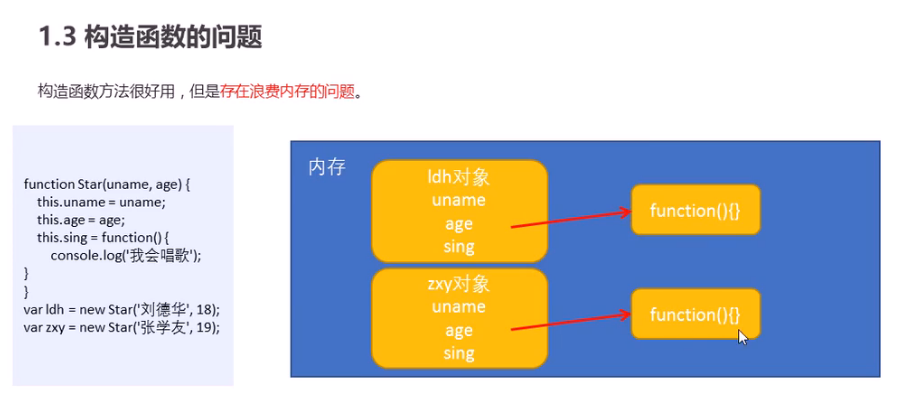 1.3 构造函数的问题
构造函数方法很好用，但是存在浪费内存的问题。
function Star(uname, age) {
this.uname = uname;
this.age = age;
this.sing = function() {
console.log('我会唱歌');
}
}
var ldh = new Star('刘德华', 18);
var zxy = new Star('张学友', 19);
内存
ldh对象
uname
age
sing
function(){}
zxy对象
uname
age
sing
function(){}